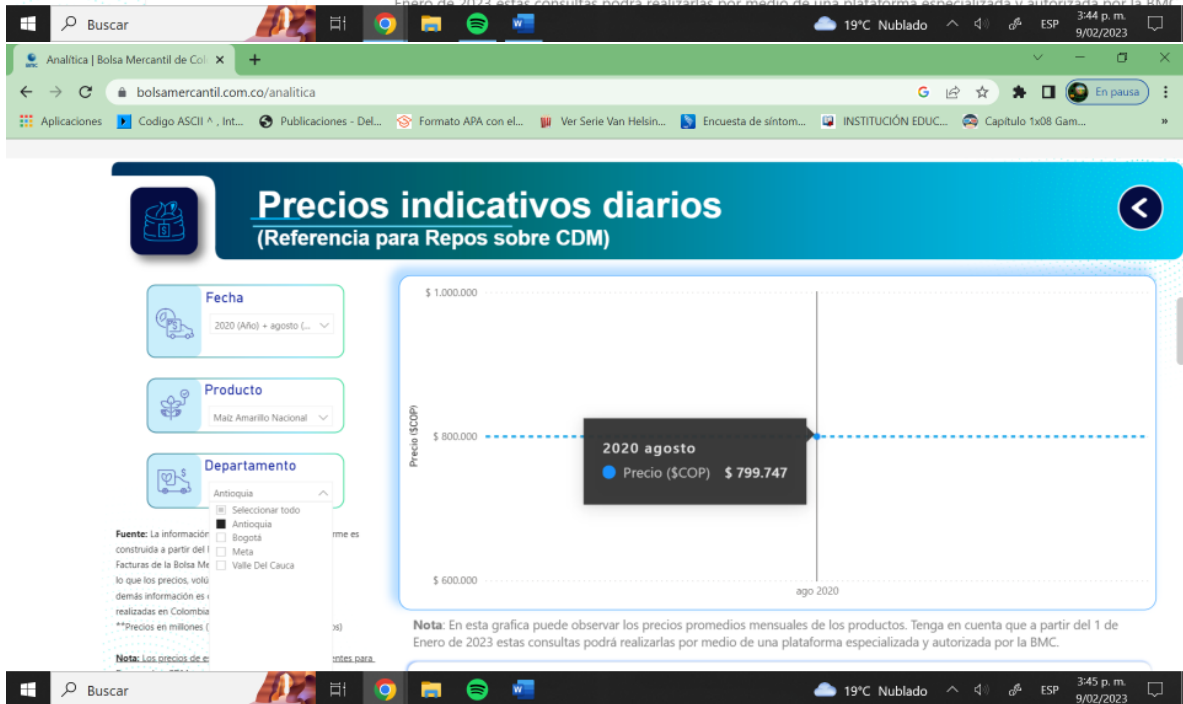 Enero de 2023 estas consultas podrá realizarlas por medio de una plataforma especializada y autorizada por la BMC
Buscar
19°C Nublado
ESP
3:44 p. m.
9/02/2023
Analítica | Bolsa Mercantil de Col
bolsamercantil.com.co/analitica
En pausa
Aplicaciones
Codigo ASCII ^ , Int...
Publicaciones - Del...
Formato APA con el...
Ver Serie Van Helsin...
Encuesta de síntom...
INSTITUCIÓN EDUC...
Capítulo 1x08 Gam...
»
Precios indicativos diarios
(Referencia para Repos sobre CDM)
Fecha
2020 (Año) + agosto (...
Producto
Maíz Amarillo Nacional
Departamento
Antioquia
Seleccionar todo
Antioquia
Bogotá
Meta
Valle Del Cauca
Fuente: La información
rme es
construida a partir del
Facturas de la Bolsa Me
lo que los precios, volú
demás información es
realizadas en Colombia
**Precios en millones (
os)
Nota: Los precios de e
entes para
Precio ($COP)
$ 1.000.000
$ 800.000
$ 600.000
2020 agosto
Precio ($COP) $ 799.747
ago 2020
Nota: En esta grafica puede observar los precios promedios mensuales de los productos. Tenga en cuenta que a partir del 1 de
Enero de 2023 estas consultas podrá realizarlas por medio de una plataforma especializada y autorizada por la BMC.
Buscar
19°C Nublado
ESP
3:45 p. m.
9/02/2023